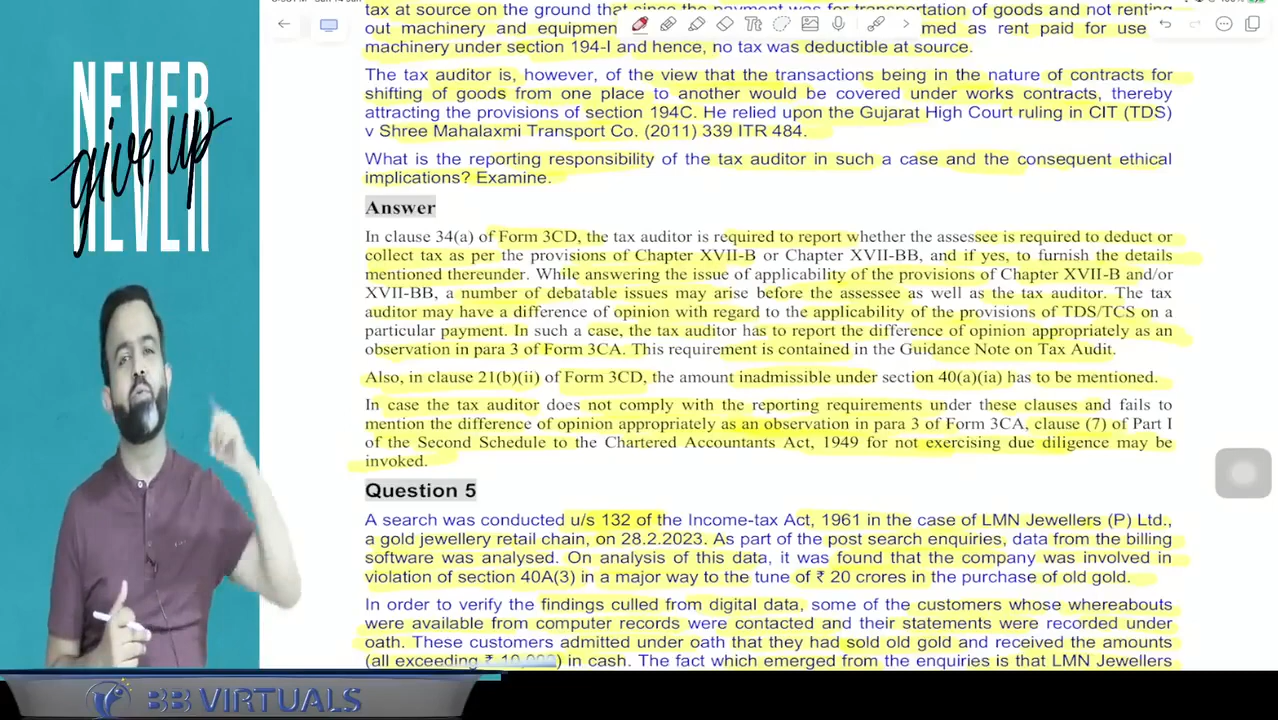 tax at source on the ground that since the payment was for transportation of goods and not renting
out machinery and equipmen med as rent paid for use
machinery under section 194-I and hence, no tax was deductible at source.
The tax auditor is, however, of the view that the transactions being in the nature of contracts for
shifting of goods from one place to another would be covered under works contracts, thereby
attracting the provisions of section 194C. He relied upon the Gujarat High Court ruling in CIT (TDS)
v Shree Mahalaxmi Transport Co. (2011) 339 ITR 484.
What is the reporting responsibility of the tax auditor in such a case and the consequent ethical
implications? Examine.
Answer
In clause 34(a) of Form 3CD, the tax auditor is required to report whether the assessee is required to deduct or
collect tax as per the provisions of Chapter XVII-B or Chapter XVII-BB, and if yes, to furnish the details
mentioned thereunder. While answering the issue of applicability of the provisions of Chapter XVII-B and/or
XVII-BB, a number of debatable issues may arise before the assessee as well as the tax auditor. The tax
auditor may have a difference of opinion with regard to the applicability of the provisions of TDS/TCS on a
particular payment. In such a case, the tax auditor has to report the difference of opinion appropriately as an
observation in para 3 of Form 3CA. This requirement is contained in the Guidance Note on Tax Audit.
Also, in clause 21(b)(ii) of Form 3CD, the amount inadmissible under section 40(a)(ia) has to be mentioned.
In case the tax auditor does not comply with the reporting requirements under these clauses and fails to
mention the difference of opinion appropriately as an observation in para 3 of Form 3CA, clause (7) of Part I
of the Second Schedule to the Chartered Accountants Act, 1949 for not exercising due diligence may be
invoked.
Question 5
A search was conducted u/s 132 of the Income-tax Act, 1961 in the case of LMN Jewellers (P) Ltd.,
a gold jewellery retail chain, on 28.2.2023. As part of the post search enquiries, data from the billing
software was analysed. On analysis of this data, it was found that the company was involved in
violation of section 40A(3) in a major way to the tune of ₹ 20 crores in the purchase of old gold.
In order to verify the findings culled from digital data, some of the customers whose whereabouts
were available from computer records were contacted and their statements were recorded under
oath. These customers admitted under oath that they had sold old gold and received the amounts
(all exceeding ₹ 10,000) in cash. The fact which emerged from the enquiries is that LMN Jewellers
NEVER
give up
NEVER
BB VIRTUALS